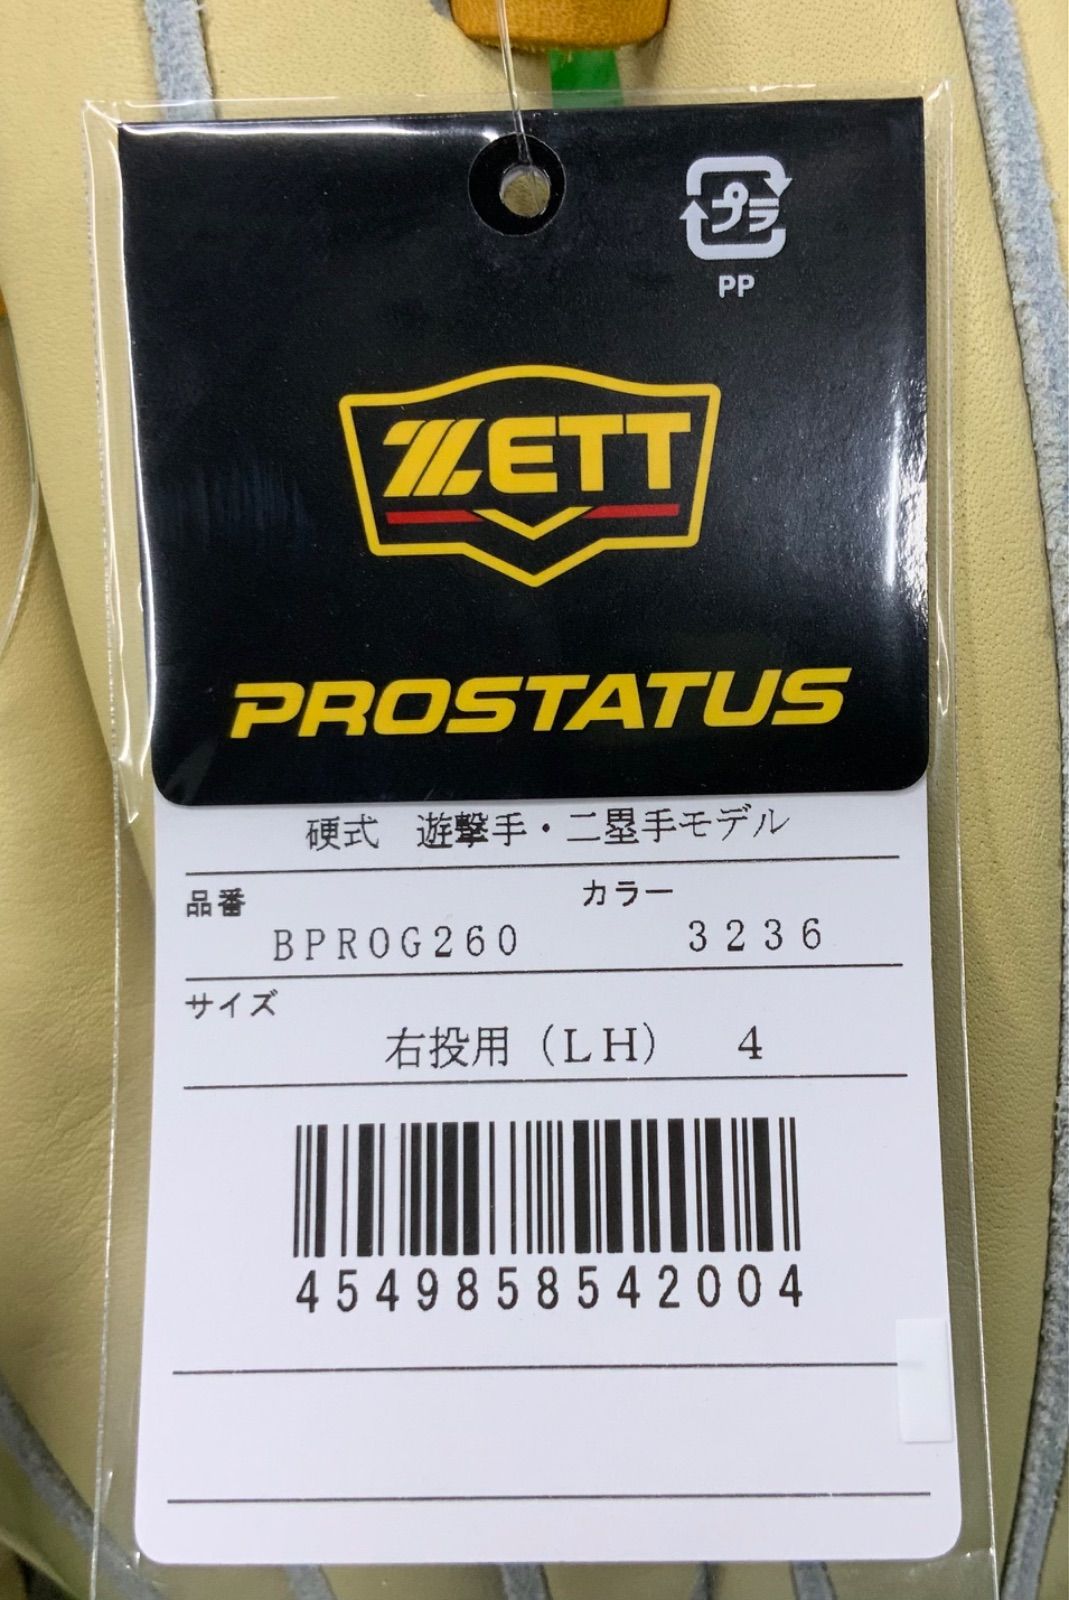 プラ
PP
ZETT
PROSTATUS
硬式　遊撃手・二塁手モデル
品番　カラー
BPROG260　3236
サイズ
右投用（LH）　4
4549858542004